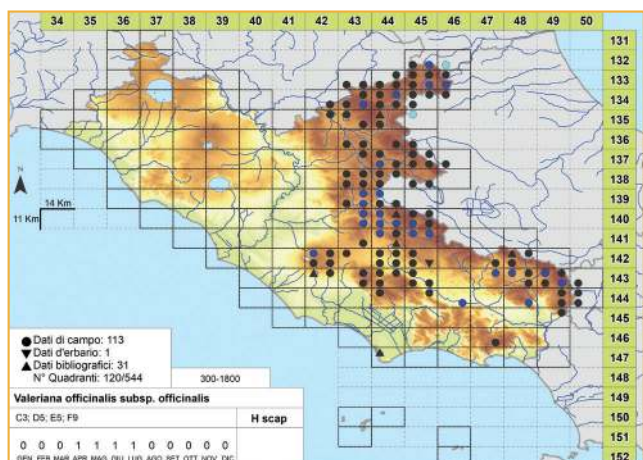 34 35 36 37 38 39 40 41 42 43 44 45 46 47 48 49 50
131
132
133
134
135
136
137
138
139
140
141
142
143
144
145
146
147
148
149
150
151
152
N
14 Km
11 Km
Dati di campo: 113
Dati d'erbario: 1
Dati bibliografici: 31
N° Quadranti: 120/544
300-1800
Valeriana officinalis subsp. officinalis
C3; D5; E5; F9
H scap
0 0 0 1 1 1 1 0 0 0 0 0
GEN FEB MAR APR MAG GIU LUG AGO SET OTT NOV DIC